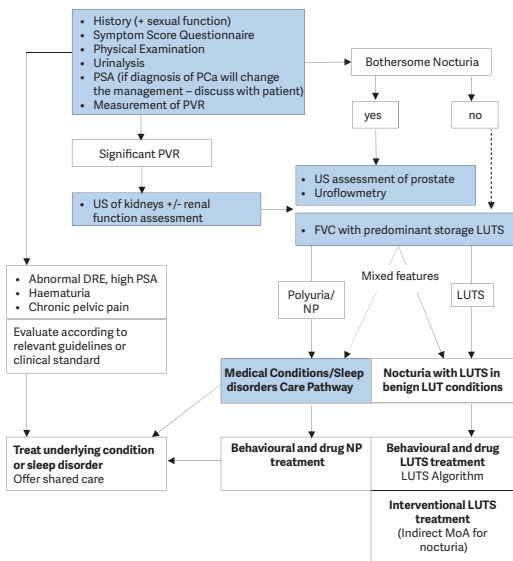 • History (+ sexual function)
• Symptom Score Questionnaire
• Physical Examination
• Urinalysis
• PSA (if diagnosis of PCa will change
the management – discuss with patient)
• Measurement of PVR
Bothersome Nocturia
yes
no
Significant PVR
• US assessment of prostate
• Uroflowmetry
• US of kidneys +/- renal
function assessment
• FVC with predominant storage LUTS
• Abnormal DRE, high PSA
• Haematuria
• Chronic pelvic pain
Evaluate according to
relevant guidelines or
clinical standard
Mixed features
Polyuria/
NP
LUTS
Medical Conditions/Sleep
disorders Care Pathway
Nocturia with LUTS in
benign LUT conditions
Treat underlying condition
or sleep disorder
Offer shared care
Behavioural and drug NP
treatment
Behavioural and drug
LUTS treatment
LUTS Algorithm
Interventional LUTS
treatment
(Indirect MoA for
nocturia)